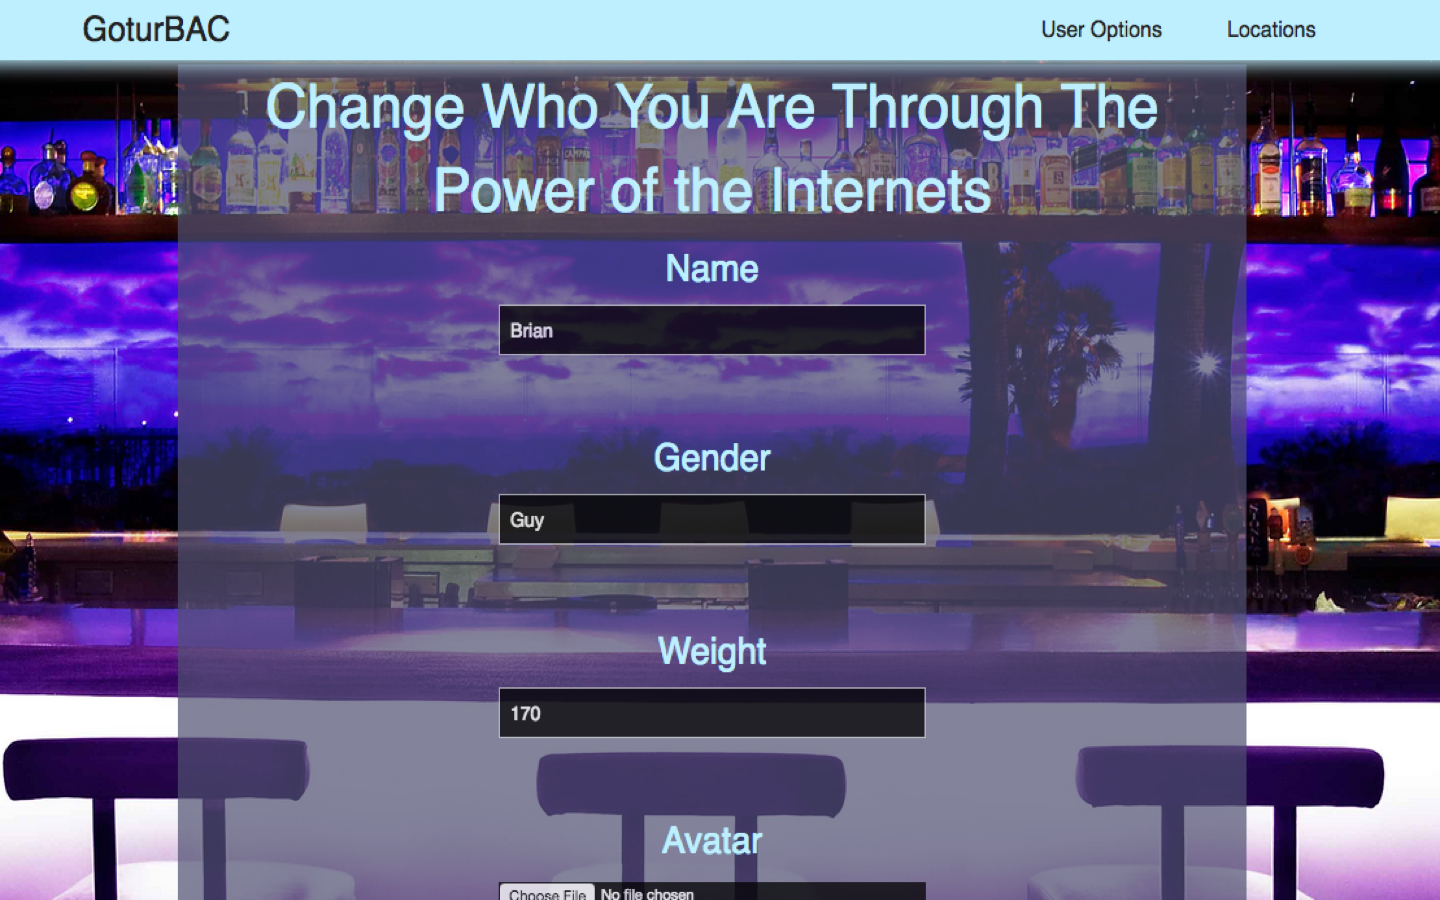 GoturBAC
User Options
Locations
Change Who You Are Through The
Power of the Internets
Name
Brian
Gender
Guy
Weight
170
Avatar
Choose File No file chosen